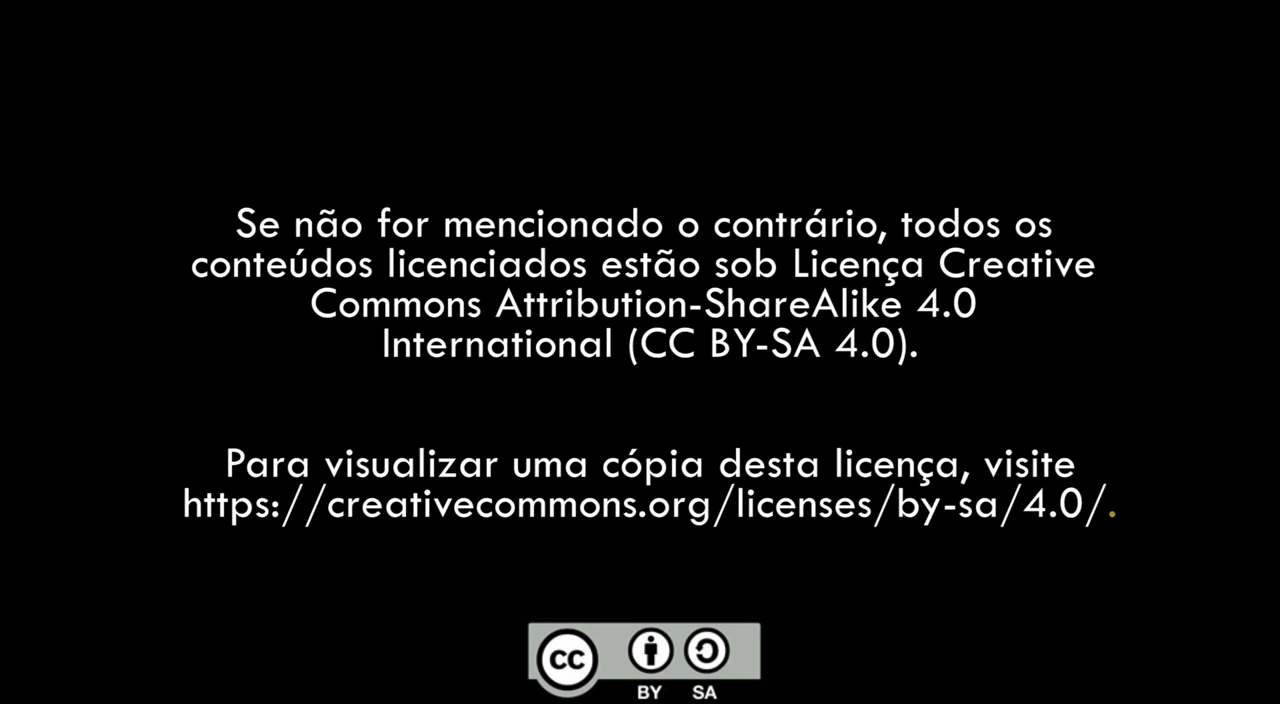 Se não for mencionado o contrário, todos os
conteúdos licenciados estão sob Licença Creative
Commons Attribution-ShareAlike 4.0
International (CC BY-SA 4.0).
Para visualizar uma cópia desta licença, visite
https://creativecommons.org/licenses/by-sa/4.0/.
CC
BY SA